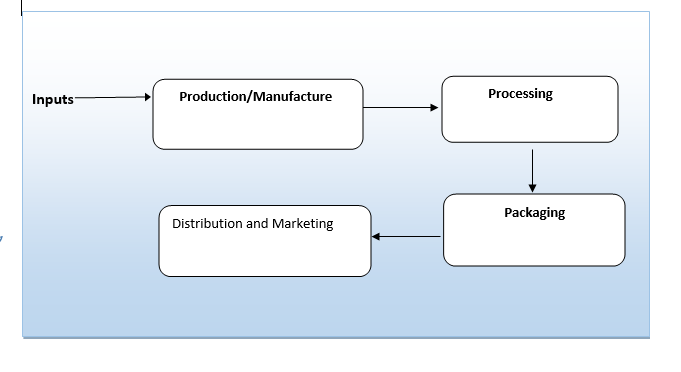 Inputs
Production/Manufacture
Processing
Packaging
Distribution and Marketing